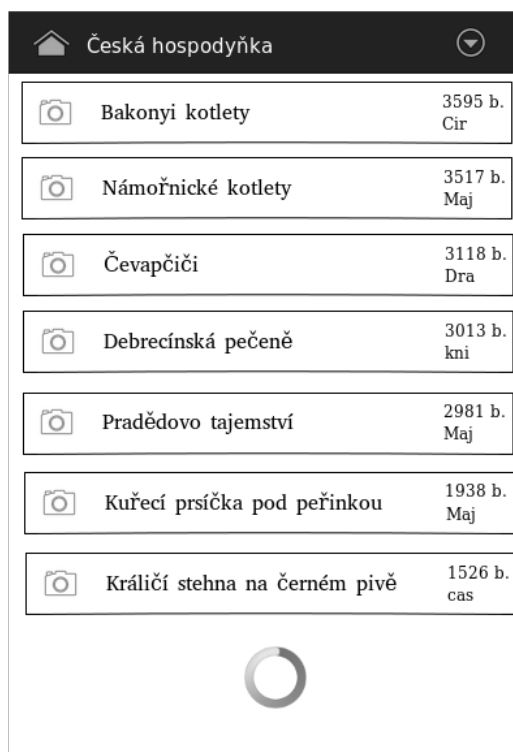 Česká hospodyňka
Bakonyi kotlety
3595 b.
Cir
Námořnické kotlety
3517 b.
Maj
Čevapčiči
3118 b.
Dra
Debrecínská pečeně
3013 b.
kni
Pradědovo tajemství
2981 b.
Maj
Kuřecí prsíčka pod peřinkou
1938 b.
Maj
Králičí stehna na černém pivě
1526 b.
cas